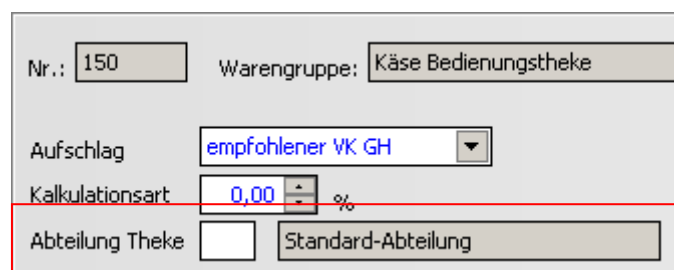 Nr.: 150 Warengruppe: Käse Bedienungstheke
Aufschlag empfohlener VK GH
Kalkulationsart 0,00 %
Abteilung Theke Standard-Abteilung